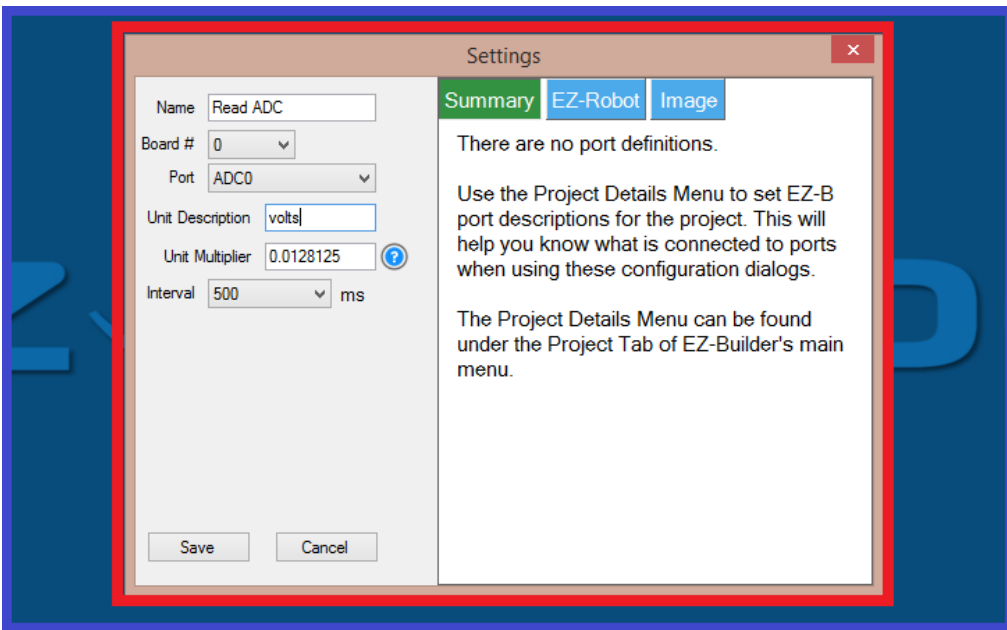 Settings
Name Read ADC
Board # 0
Port ADC0
Unit Description volts
Unit Multiplier 0.0128125 ?
Interval 500 ms
Save Cancel
Summary EZ-Robot Image
There are no port definitions.
Use the Project Details Menu to set EZ-B
port descriptions for the project. This will
help you know what is connected to ports
when using these configuration dialogs.
The Project Details Menu can be found
under the Project Tab of EZ-Builder's main
menu.